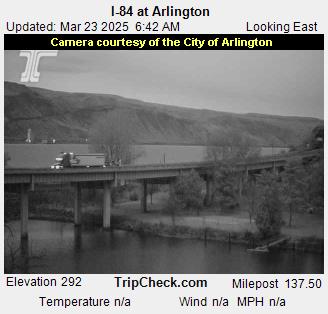 I-84 at Arlington
Updated: Mar 23 2025 6:42 AM Looking East
Camera courtesy of the City of Arlington
Elevation 292 TripCheck.com Milepost 137.50
Temperature n/a Wind n/a MPH n/a